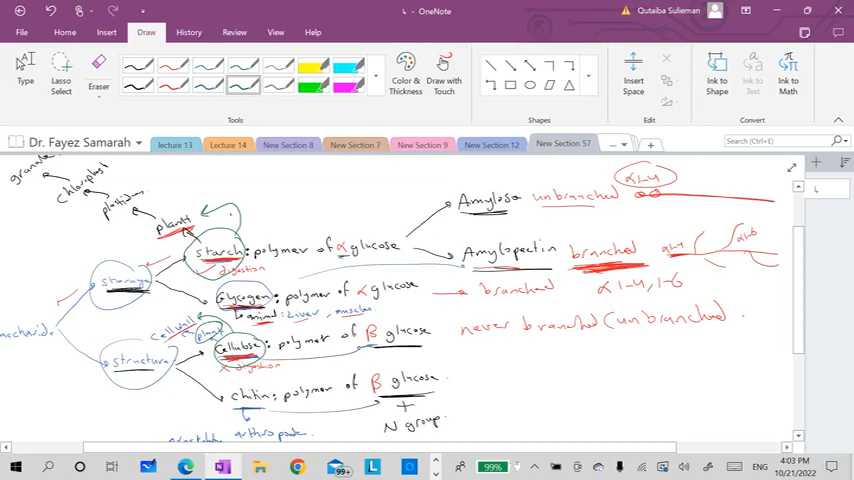 - OneNote
Qutaiba Sulieman
File Home Insert Draw History Review View Help
Type
Lasso Select
Eraser
Color & Thickness
Draw with Touch
Insert Space
Ink to Shape
Ink to Text
Ink to Math
Tools Shapes Edit Convert
Dr. Fayez Samarah
lecture 13 Lecture 14 New Section 8 New Section 7 New Section 9 New Section 12 New Section 57
Search (Ctrl+E)
chloroplast
plant
Amylose unbranched α1-4
starch: polymer of α glucose
digestion
Amylopectin branched α1-4 α1-6
storage
Glycogen: polymer of α glucose → branched α1-4, 1-6
animal: Liver, muscles.
cell wall
plant
cellulose: polymer of β glucose never branched (unbranched).
X digestion
structure
chitin: polymer of β glucose
+
N group.
arthropods.
saccharide
99%
99+
4:03 PM
10/21/2022